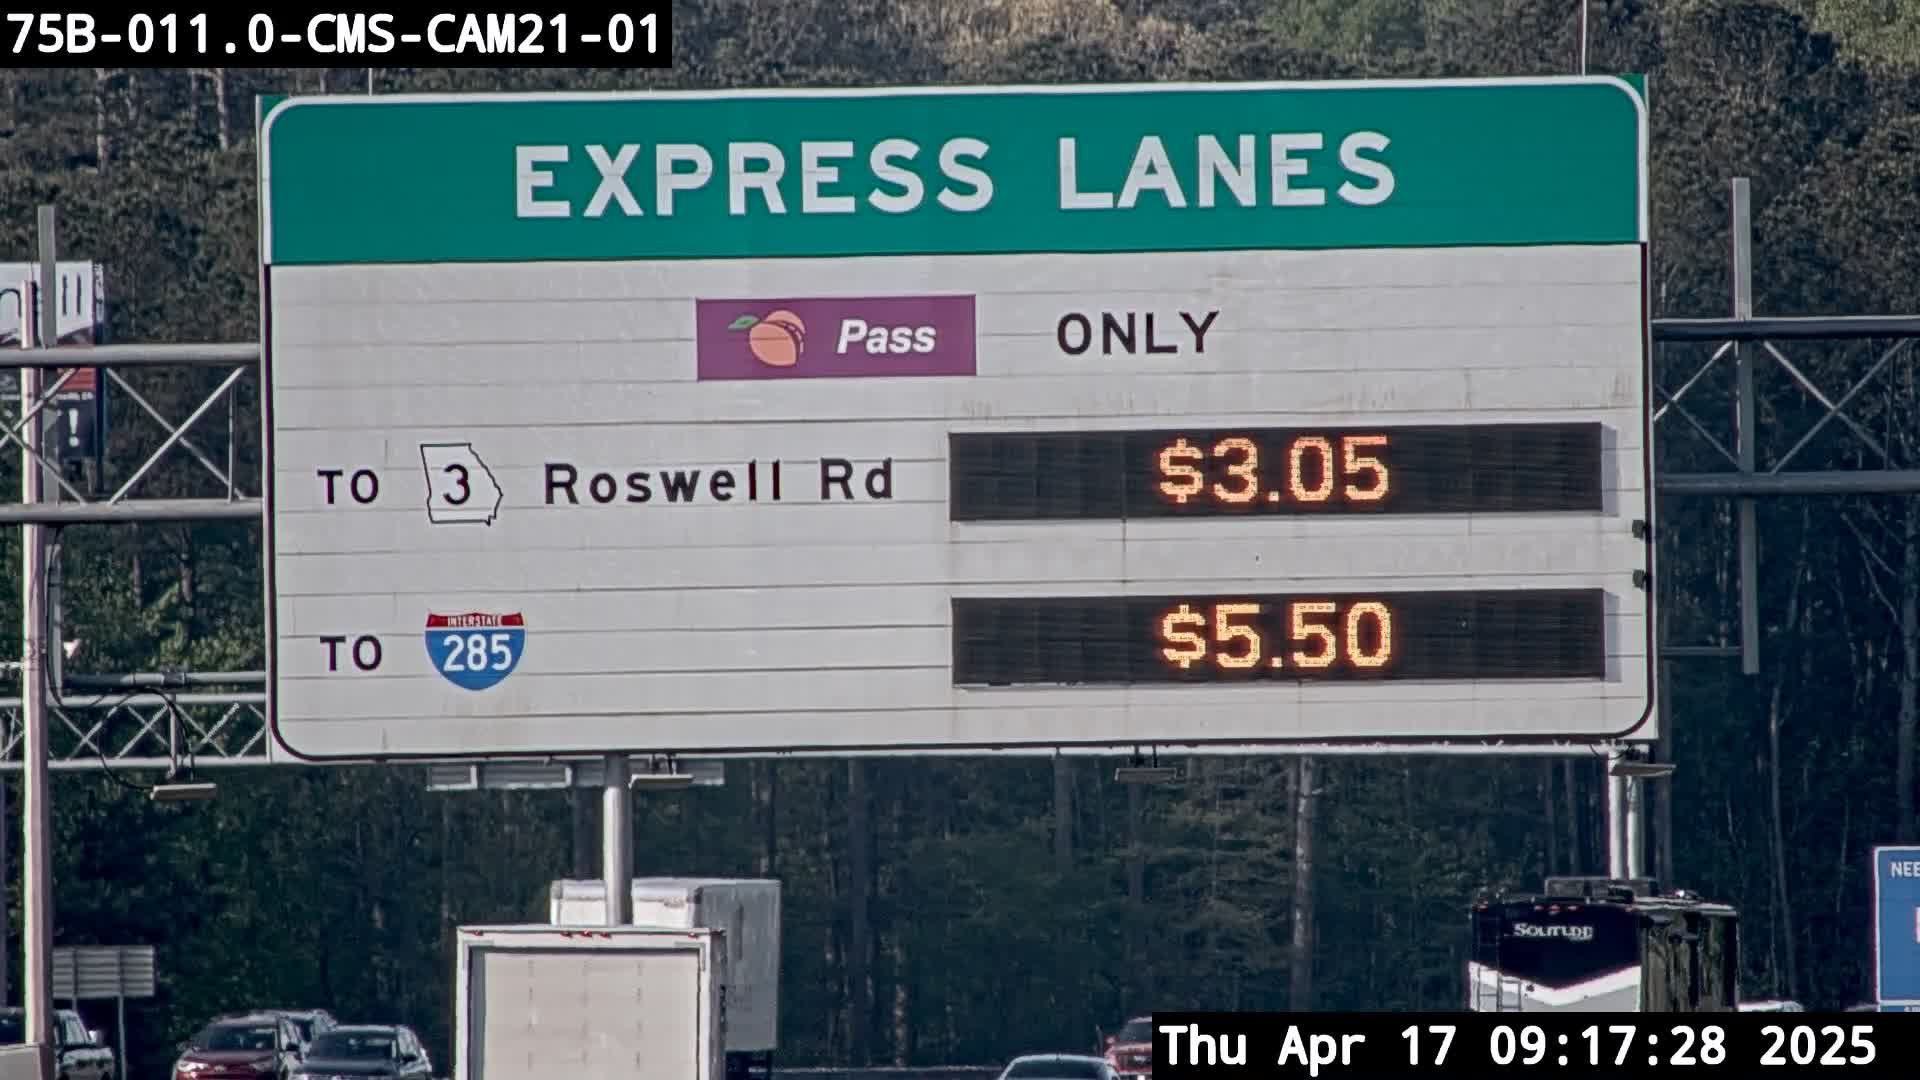 75B-011.0-CMS-CAM21-01
EXPRESS LANES
Pass ONLY
TO 3 Roswell Rd $3.05
TO INTERSTATE 285 $5.50
!
SOLITUDE
NEE
Thu Apr 17 09:17:28 2025